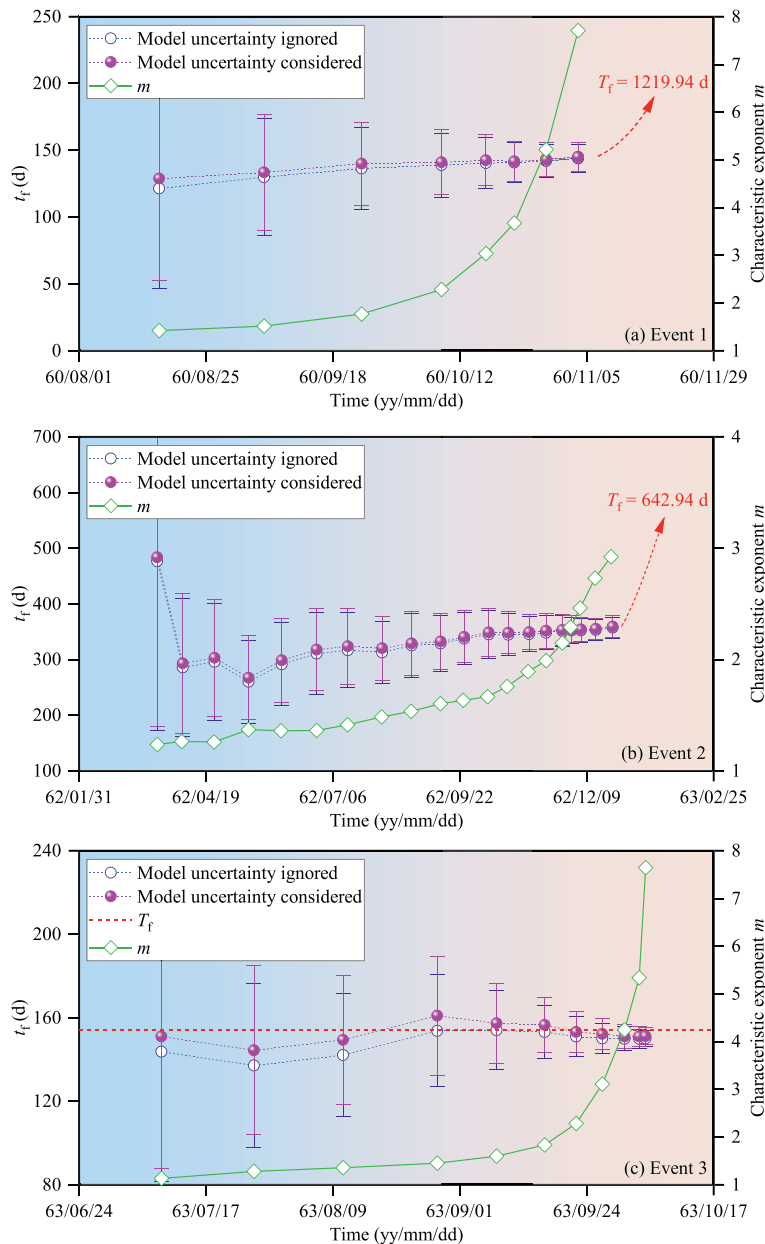 250
200
150
100
50
0
t_f (d)
Model uncertainty ignored
Model uncertainty considered
m
T_f = 1219.94 d
8
7
6
5
4
3
2
1
Characteristic exponent m
(a) Event 1
60/08/01 60/08/25 60/09/18 60/10/12 60/11/05 60/11/29
Time (yy/mm/dd)
700
600
500
400
300
200
100
t_f (d)
Model uncertainty ignored
Model uncertainty considered
m
T_f = 642.94 d
4
3
2
1
Characteristic exponent m
(b) Event 2
62/01/31 62/04/19 62/07/06 62/09/22 62/12/09 63/02/25
Time (yy/mm/dd)
240
200
160
120
80
t_f (d)
Model uncertainty ignored
Model uncertainty considered
T_f
m
8
7
6
5
4
3
2
1
Characteristic exponent m
(c) Event 3
63/06/24 63/07/17 63/08/09 63/09/01 63/09/24 63/10/17
Time (yy/mm/dd)